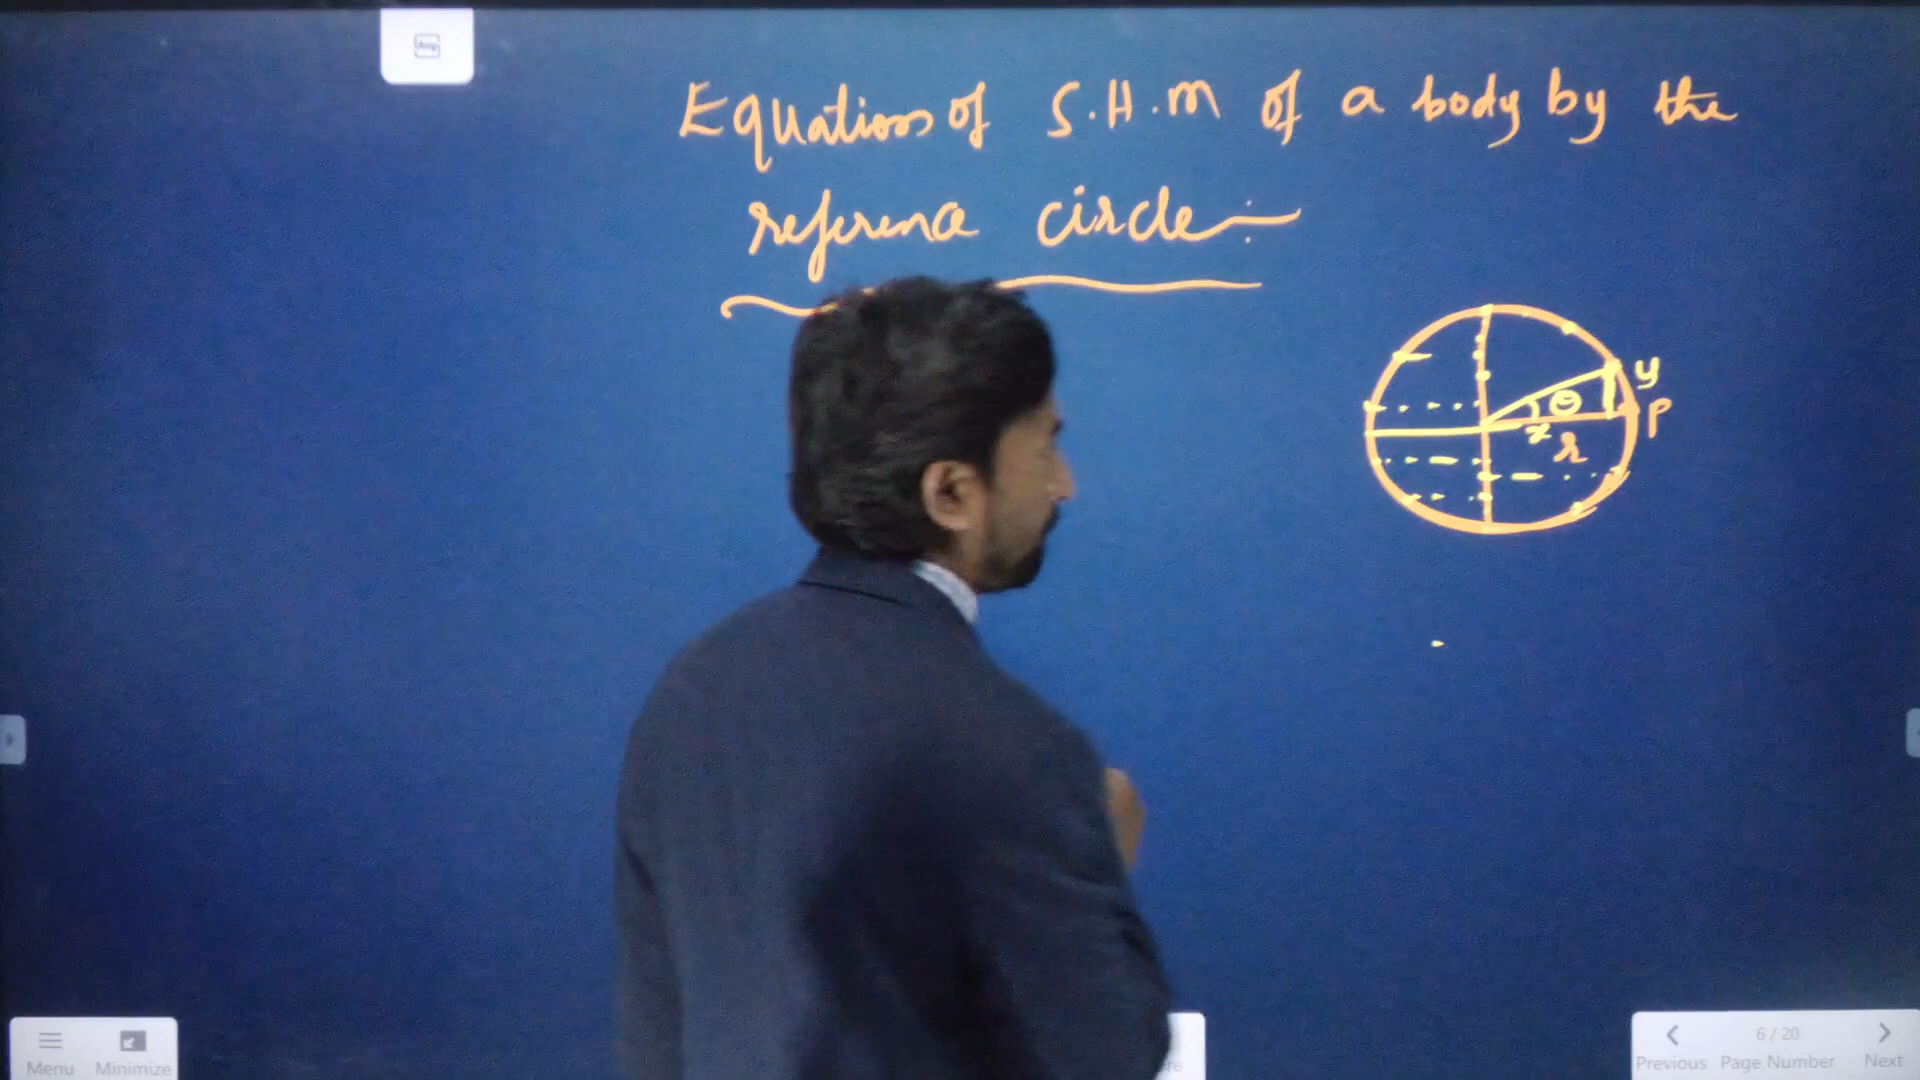 Equations of S.H.M of a body by the
reference circle:-
y
θ
P
x
r
Menu
Minimize
6 / 20
Previous
Page Number
Next